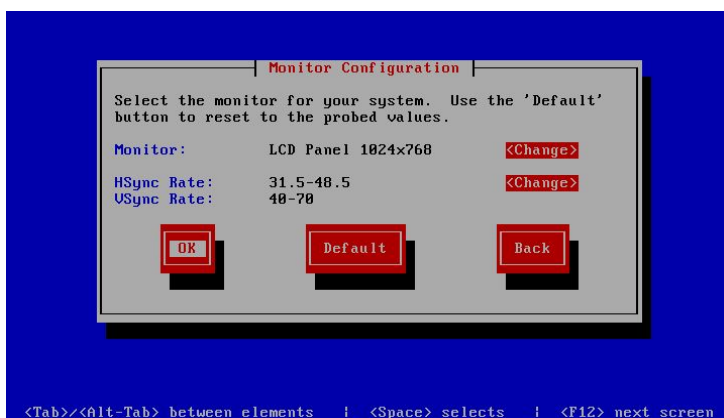 Monitor Configuration
Select the monitor for your system.  Use the 'Default'
button to reset to the probed values.
Monitor: LCD Panel 1024x768 <Change>
HSync Rate: 31.5-48.5 <Change>
VSync Rate: 40-70
OK Default Back
<Tab>/<Alt-Tab> between elements | <Space> selects | <F12> next screen